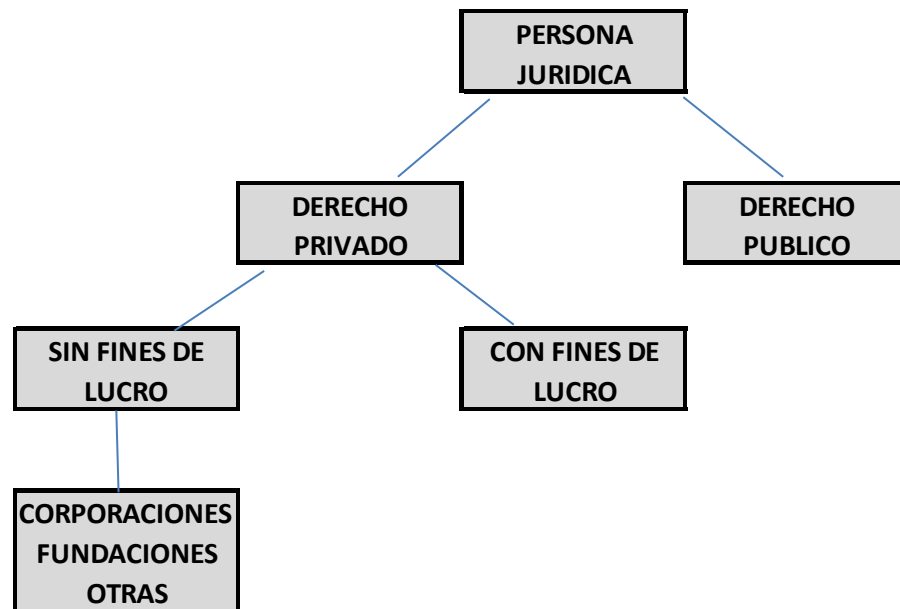 PERSONA
JURIDICA
DERECHO
PRIVADO
DERECHO
PUBLICO
SIN FINES DE
LUCRO
CON FINES DE
LUCRO
CORPORACIONES
FUNDACIONES
OTRAS